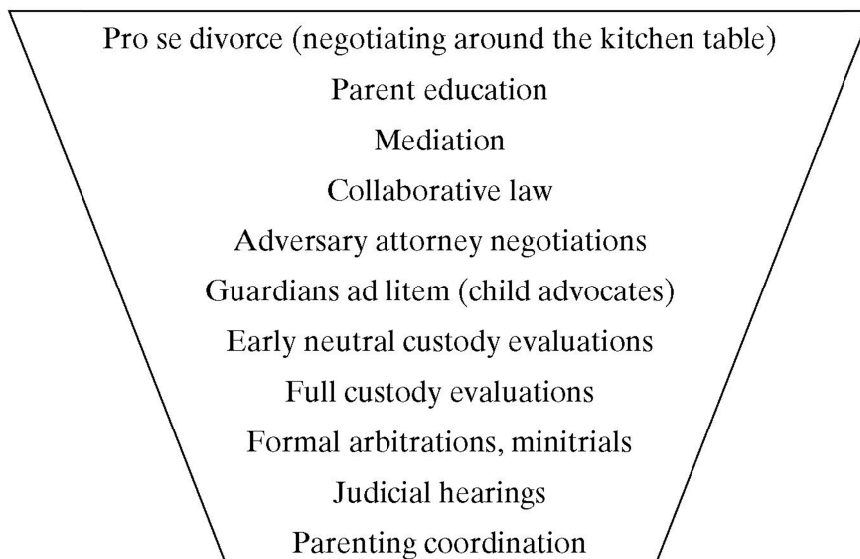 Pro se divorce (negotiating around the kitchen table)
Parent education
Mediation
Collaborative law
Adversary attorney negotiations
Guardians ad litem (child advocates)
Early neutral custody evaluations
Full custody evaluations
Formal arbitrations, minitrials
Judicial hearings
Parenting coordination